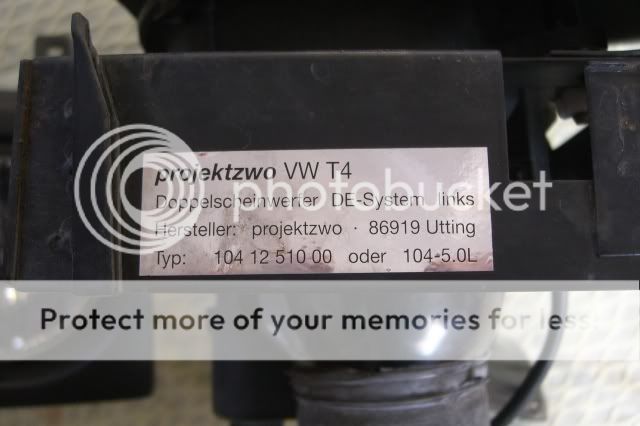 projektzwo VW T4
Doppelscheinwerfer DE-System links
Hersteller: projektzwo · 86919 Utting
Typ: 104 12 510 00 oder 104-5.0L
photobucket
Protect more of your memories for less.